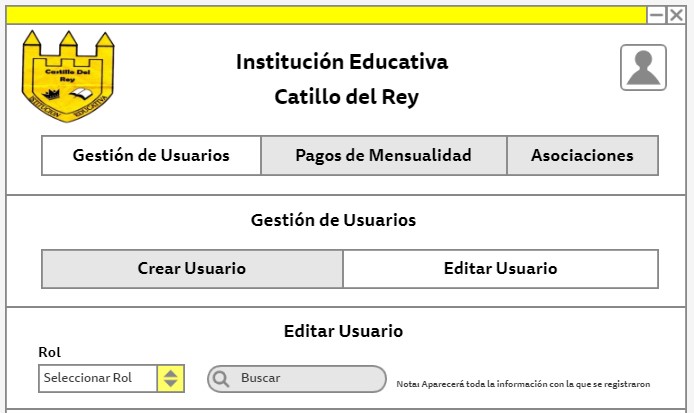 Castillo Del
Rey
INTITUCION EDUCATIVA
Institución Educativa
Catillo del Rey
Gestión de Usuarios
Pagos de Mensualidad
Asociaciones
Gestión de Usuarios
Crear Usuario
Editar Usuario
Editar Usuario
Rol
Seleccionar Rol
Buscar
Nota: Aparecerá toda la información con la que se registraron